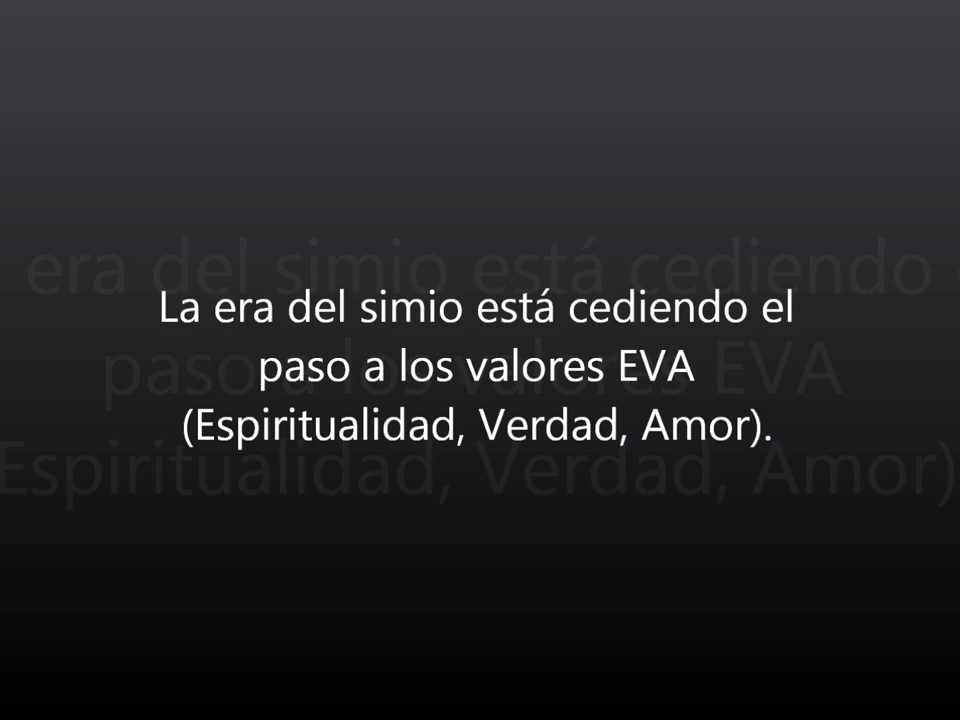 La era del simio está cediendo el
paso a los valores EVA
(Espiritualidad, Verdad, Amor).